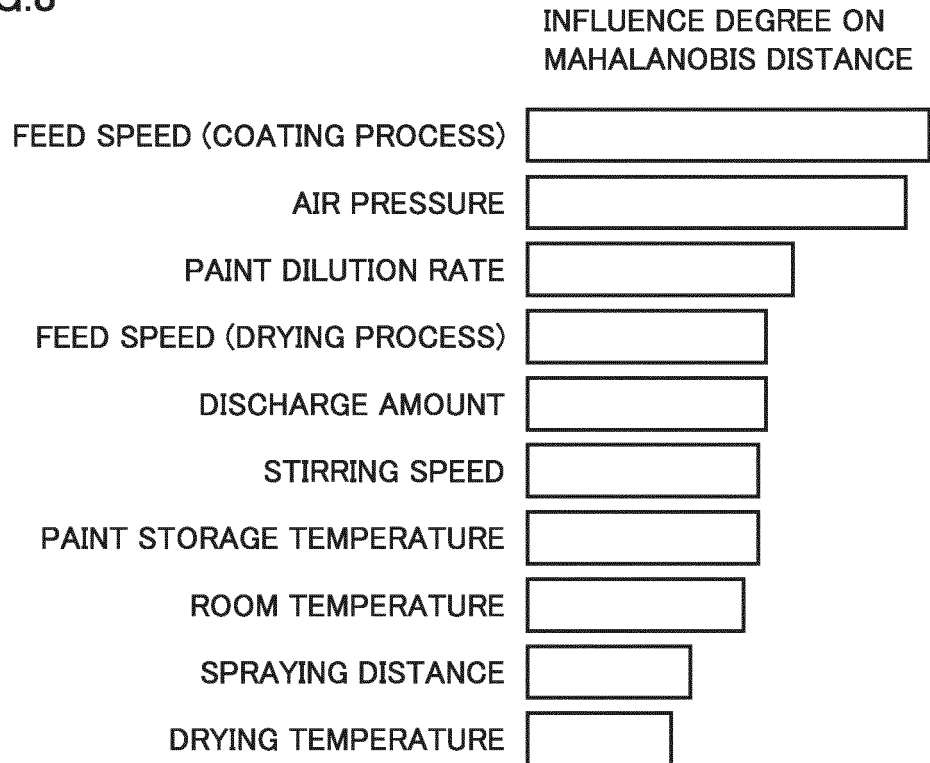 INFLUENCE DEGREE ON
MAHALANOBIS DISTANCE
FEED SPEED (COATING PROCESS)
AIR PRESSURE
PAINT DILUTION RATE
FEED SPEED (DRYING PROCESS)
DISCHARGE AMOUNT
STIRRING SPEED
PAINT STORAGE TEMPERATURE
ROOM TEMPERATURE
SPRAYING DISTANCE
DRYING TEMPERATURE